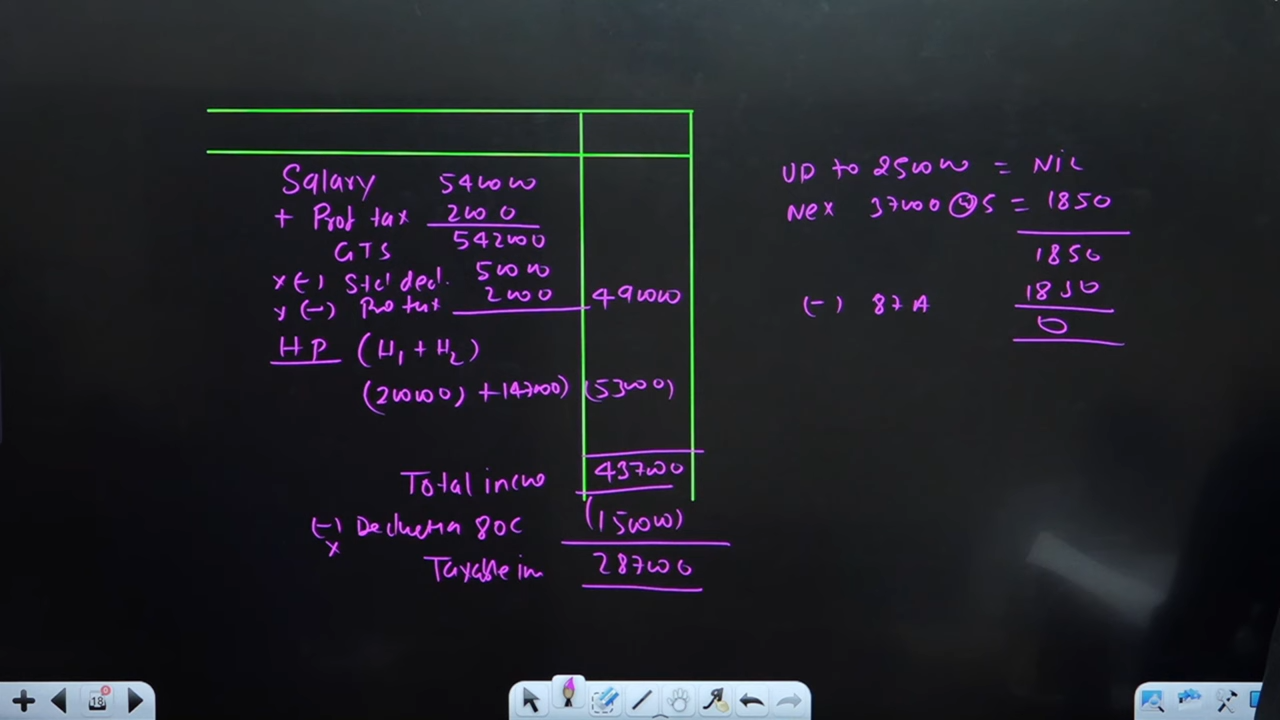 Salary 540000
+ Prof tax 2000
GTS 542000
x (-) Std ded. 50000
x (-) Pro tax 2000 490000
HP (H1 + H2)
(200000) + 147000) (53000)
Total income 437000
(-) Deduction 80C (150000)
x
Taxable in 287000
UP to 250000 = Nil
Nex 37000 @ 5 = 1850
1850
(-) 87A 1850
0
18